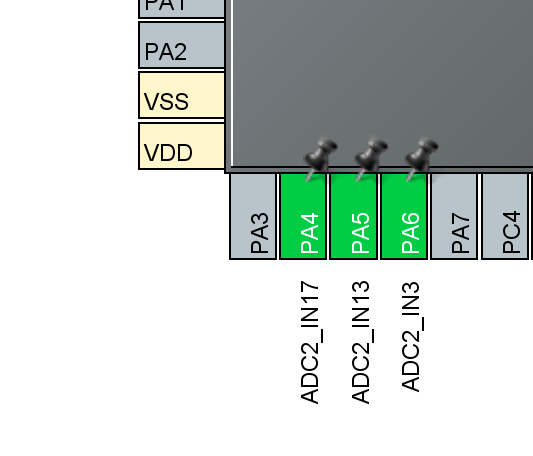 PA1
PA2
VSS
VDD
PA3
PA4
PA5
PA6
PA7
PC4
ADC2_IN17
ADC2_IN13
ADC2_IN3